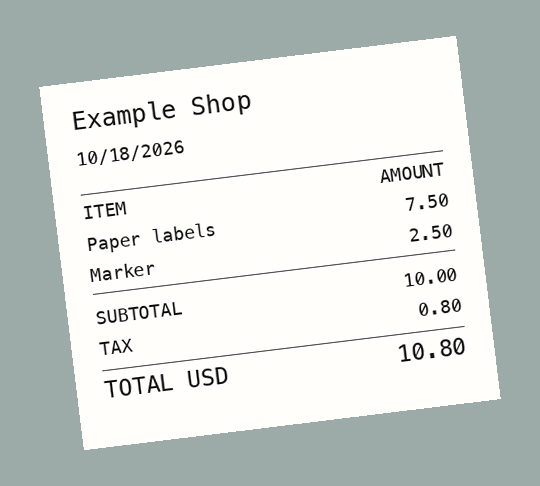 Example Shop
10/18/2026
ITEM AMOUNT
Paper labels 7.50
Marker 2.50
SUBTOTAL 10.00
TAX 0.80
TOTAL USD 10.80